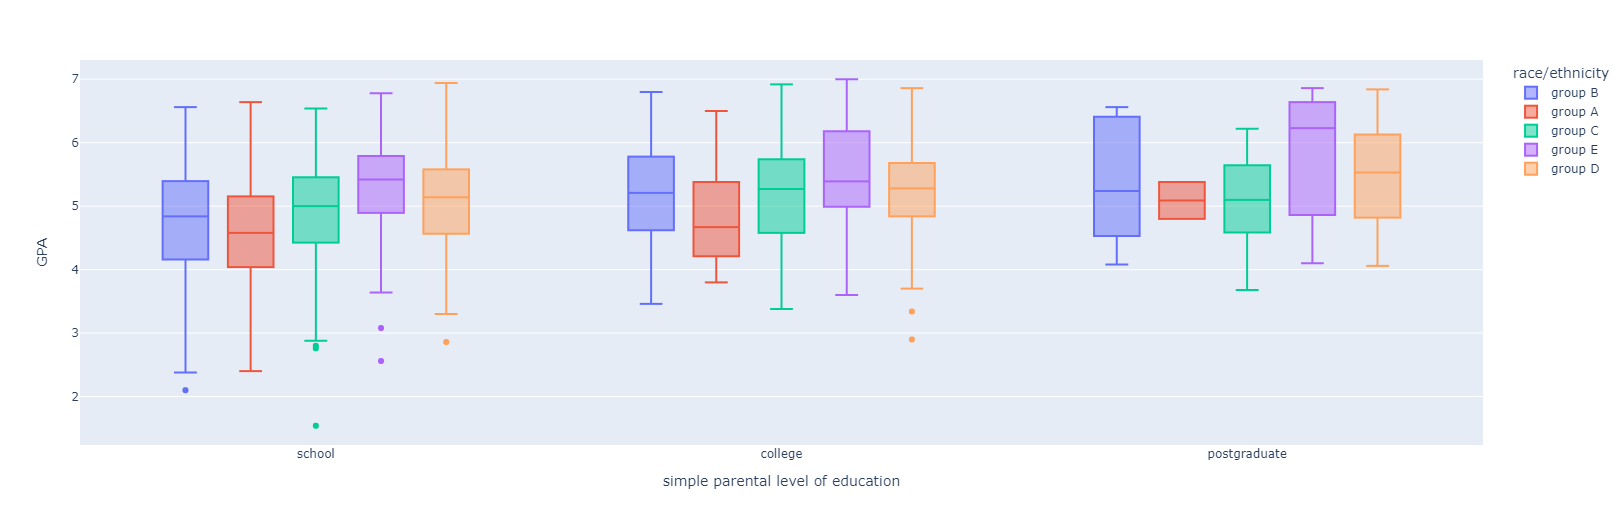 7
6
5
4
3
2
GPA
school
college
postgraduate
simple parental level of education
race/ethnicity
group B
group A
group C
group E
group D